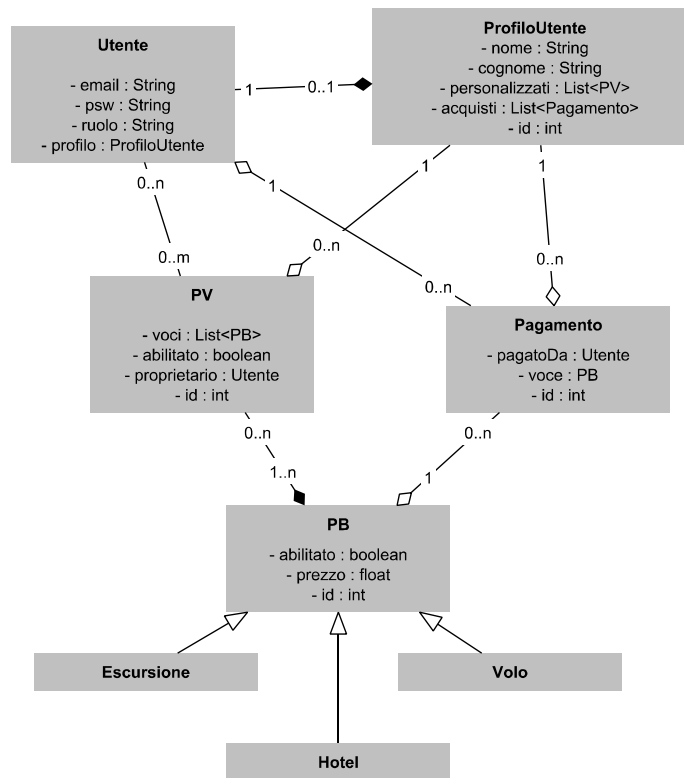 Utente
- email : String
- psw : String
- ruolo : String
- profilo : ProfiloUtente
ProfiloUtente
- nome : String
- cognome : String
- personalizzati : List<PV>
- acquisti : List<Pagamento>
- id : int
1
0..1
0..n
0..m
1
0..n
1
0..n
1
0..n
PV
- voci : List<PB>
- abilitato : boolean
- proprietario : Utente
- id : int
Pagamento
- pagatoDa : Utente
- voce : PB
- id : int
0..n
1..n
0..n
1
PB
- abilitato : boolean
- prezzo : float
- id : int
Escursione
Volo
Hotel